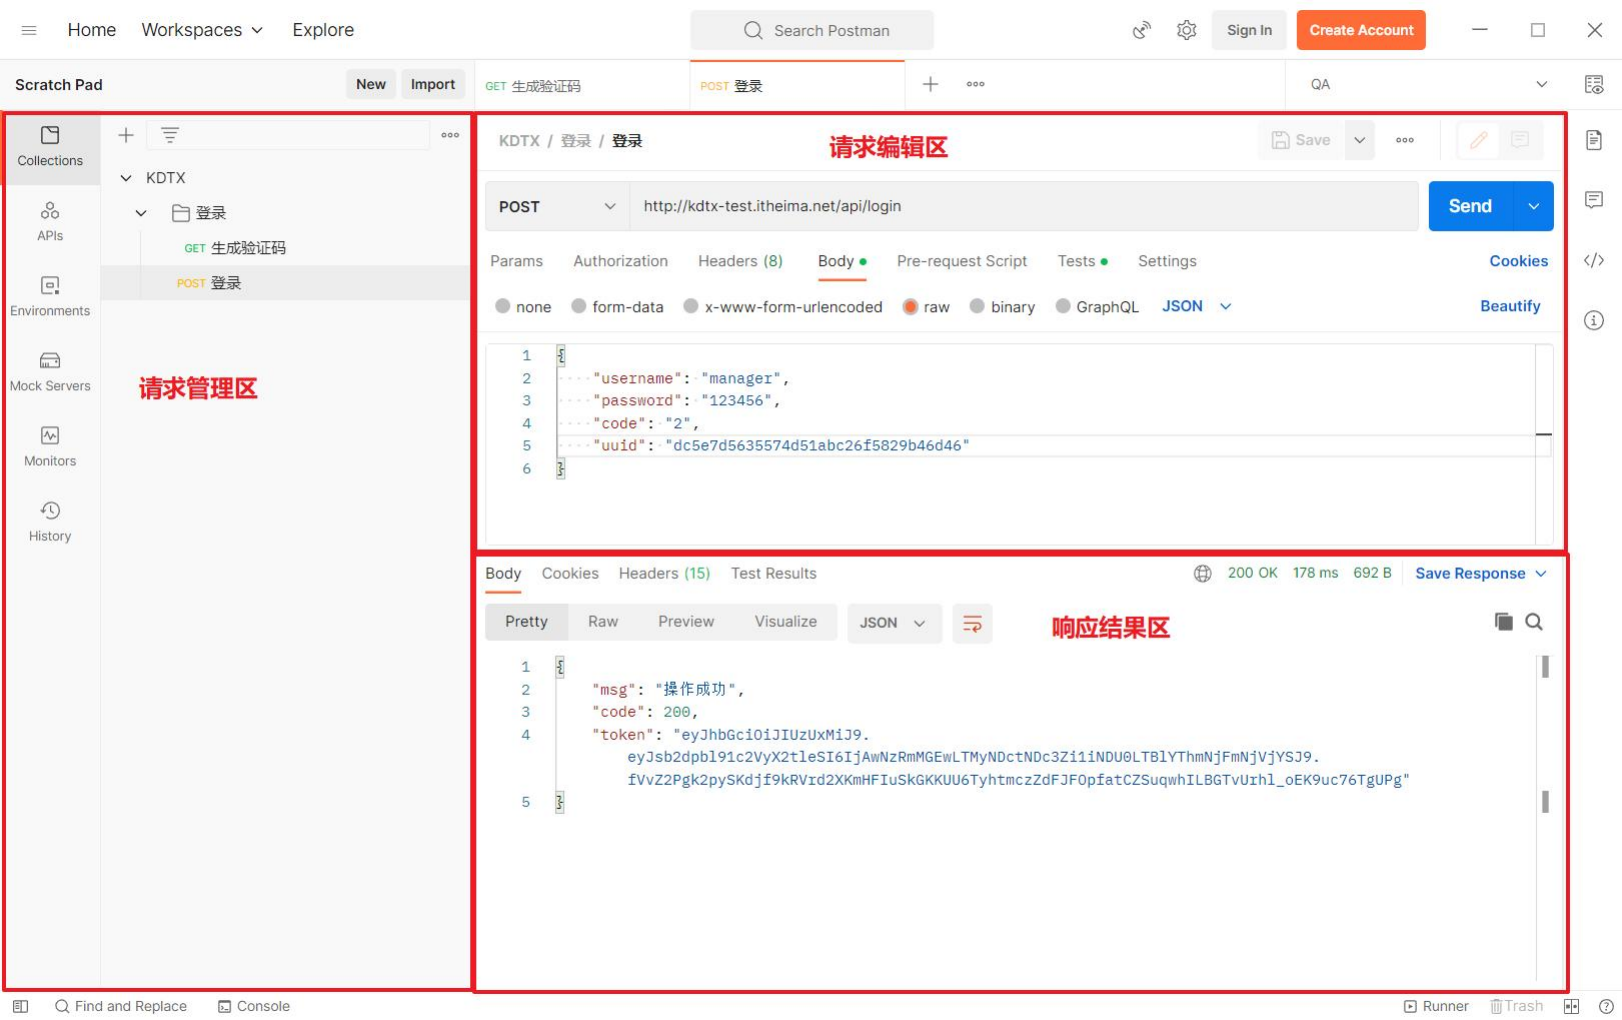 Home Workspaces Explore Search Postman Sign In Create Account
Scratch Pad New Import GET 生成验证码 POST 登录 QA
Collections
APIs
Environments
Mock Servers
Monitors
History
KDTX
登录
GET 生成验证码
POST 登录
请求管理区
KDTX / 登录 / 登录 请求编辑区 Save
POST http://kdtx-test.itheima.net/api/login Send
Params Authorization Headers (8) Body Pre-request Script Tests Settings Cookies
none form-data x-www-form-urlencoded raw binary GraphQL JSON Beautify
1 {
2 "username": "manager",
3 "password": "123456",
4 "code": "2",
5 "uuid": "dc5e7d5635574d51abc26f5829b46d46"
6 }
Body Cookies Headers (15) Test Results 200 OK 178 ms 692 B Save Response
Pretty Raw Preview Visualize JSON 响应结果区
1 {
2 "msg": "操作成功",
3 "code": 200,
4 "token": "eyJhbGciOiJIUzUxMiJ9.
eyJsb2dpbl91c2VyX2tleSI6IjAwNzRmMGEwLTMyNDctNDc3Zi1iNDU0LTBlYThmNjFmNjVjYSJ9.
fVvZ2Pgk2pySKdjf9kRVrd2XKmHFIuSkGKKUU6TyhtmczZdFJFOpfatCZSuqwhILBGTvUrhl_oEK9uc76TgUPg"
5 }
Find and Replace Console Runner Trash